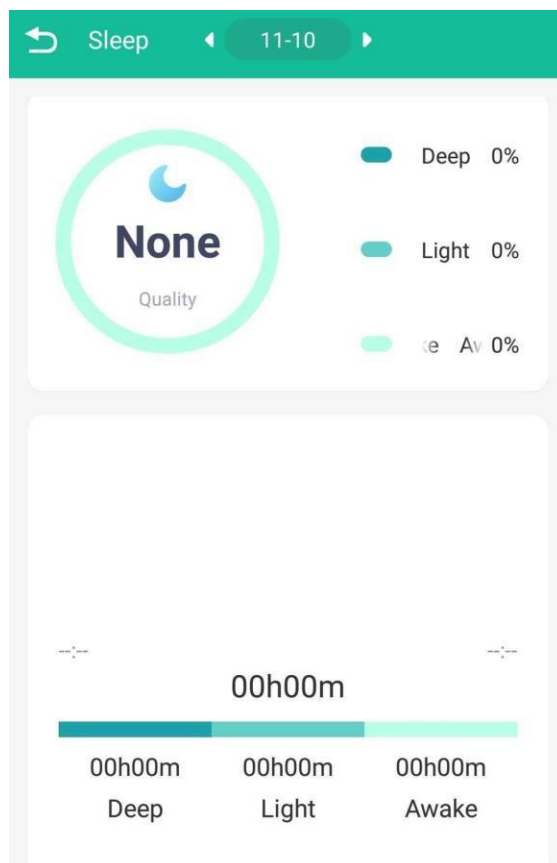 Sleep 11-10
Deep 0%
None
Light 0%
Quality
0%
--:-- --:--
00h00m
00h00m 00h00m 00h00m
Deep Light Awake